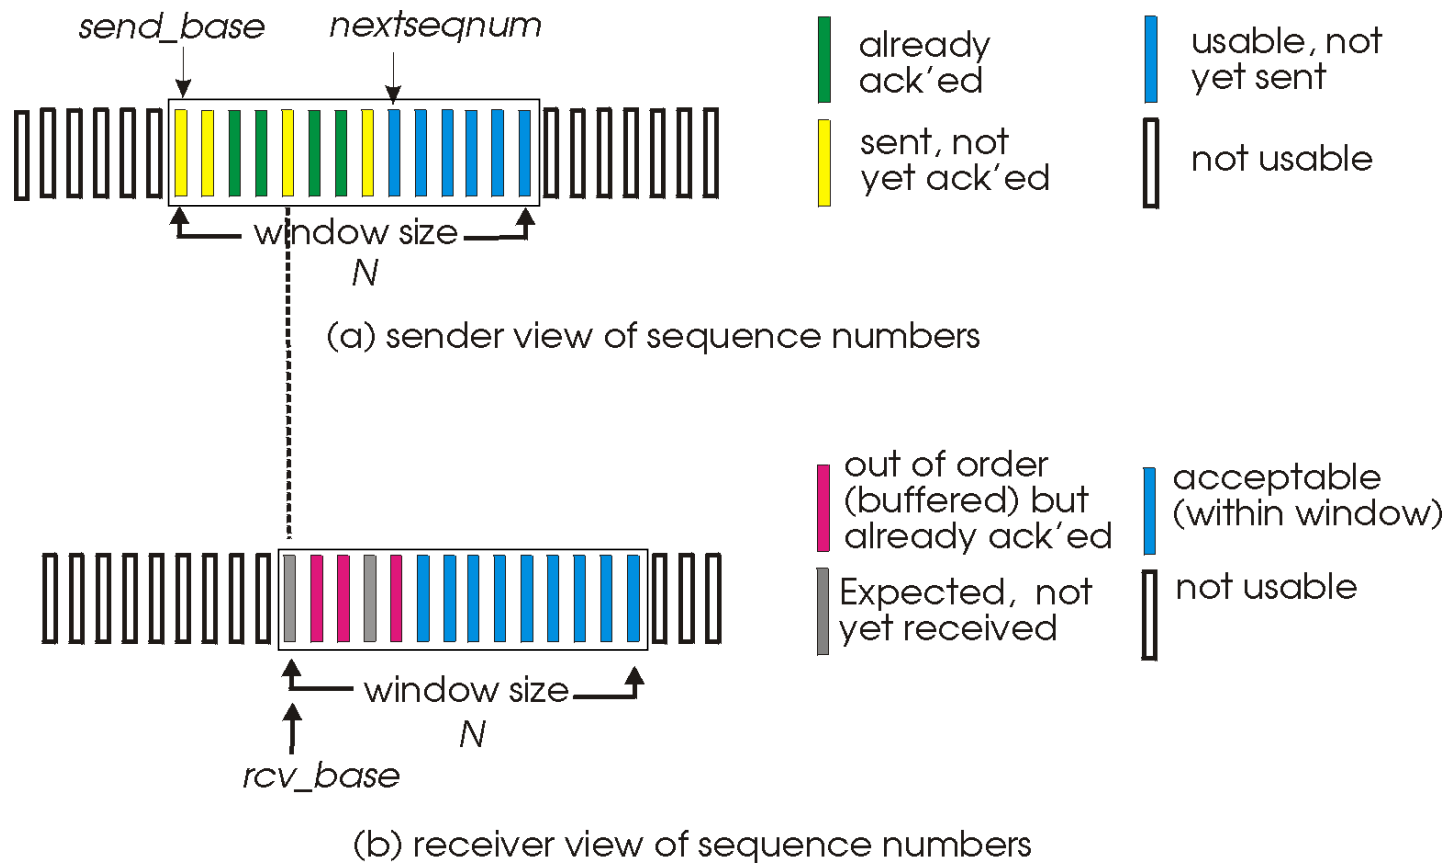 send_base
nextseqnum
already
ack'ed
usable, not
yet sent
sent, not
yet ack'ed
not usable
window size
N
(a) sender view of sequence numbers
out of order
(buffered) but
already ack'ed
acceptable
(within window)
Expected, not
yet received
not usable
window size
N
rcv_base
(b) receiver view of sequence numbers